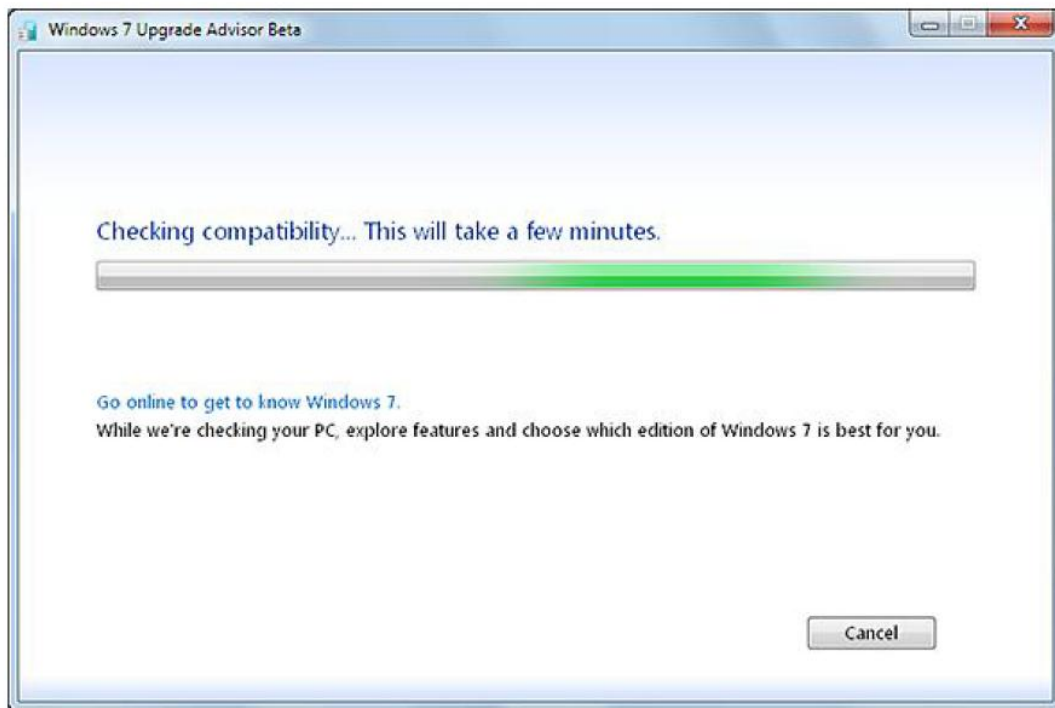 Windows 7 Upgrade Advisor Beta
Checking compatibility... This will take a few minutes.
Go online to get to know Windows 7.
While we're checking your PC, explore features and choose which edition of Windows 7 is best for you.
Cancel